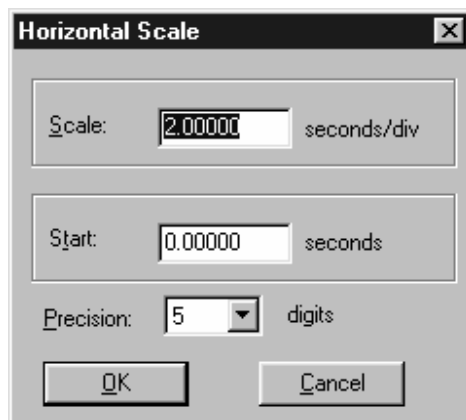 Horizontal Scale
Scale: 2.00000 seconds/div
Start: 0.00000 seconds
Precision: 5 digits
OK Cancel